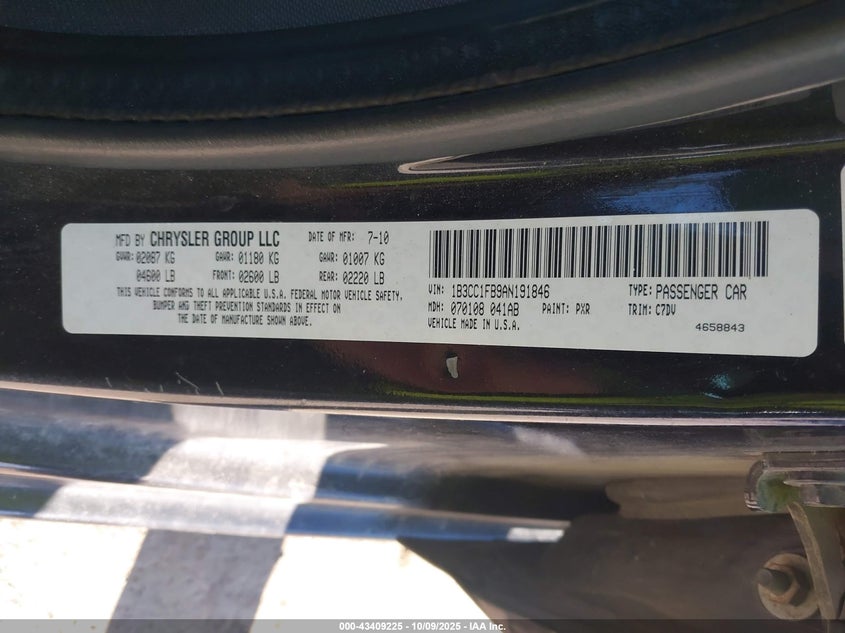 MFD BY CHRYSLER GROUP LLC DATE OF MFR: 7-10
GVWR: 02087 KG GAWR: 01180 KG GAWR: 01007 KG
04600 LB FRONT: 02600 LB REAR: 02220 LB
THIS VEHICLE CONFORMS TO ALL APPLICABLE U.S.A. FEDERAL MOTOR VEHICLE SAFETY,
BUMPER AND THEFT PREVENTION STANDARDS IN EFFECT ON
THE DATE OF MANUFACTURE SHOWN ABOVE.
VIN: 1B3CC1FB9AN191846 TYPE: PASSENGER CAR
MDH: 070108 041AB PAINT: PXR TRIM: C7DV
VEHICLE MADE IN U.S.A. 4658843
000-43409225 - 10/09/2025 - IAA Inc.